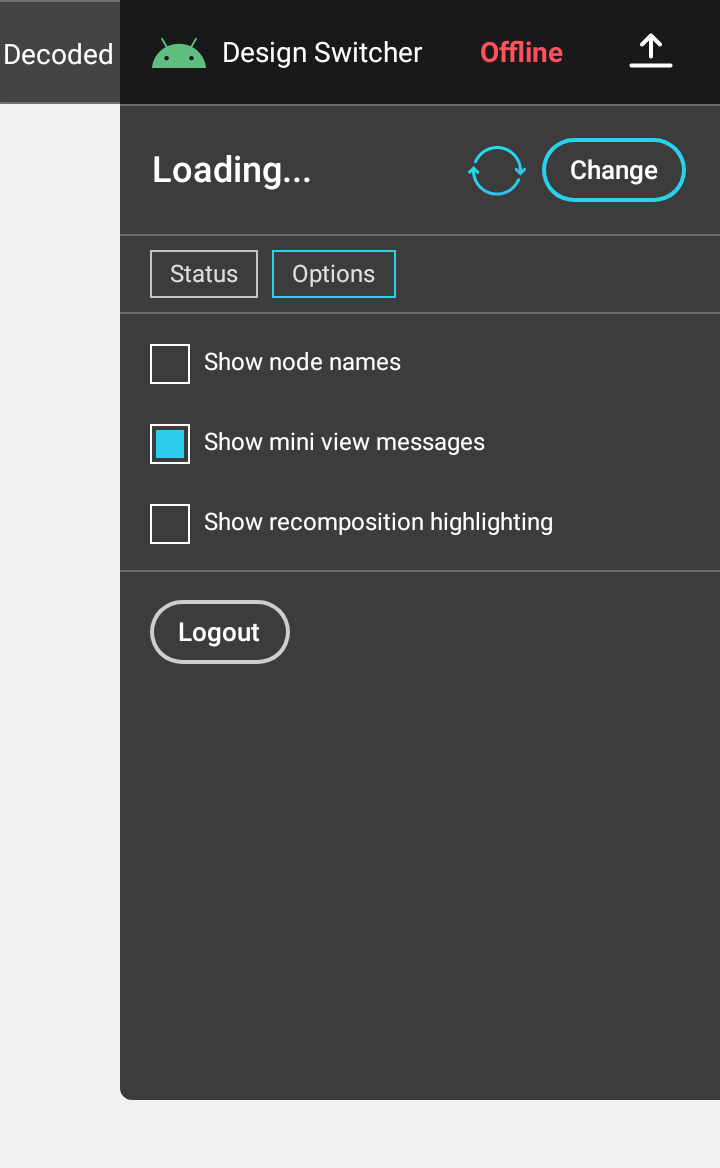 Decoded
Design Switcher
Offline
Loading...
Change
Status
Options
Show node names
Show mini view messages
Show recomposition highlighting
Logout